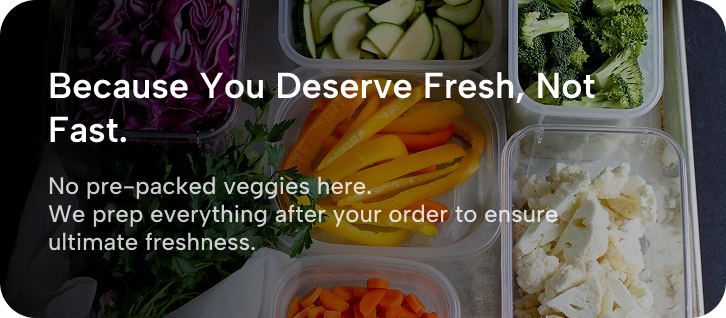 Because You Deserve Fresh, Not
Fast.
No pre-packed veggies here.
We prep everything after your order to ensure
ultimate freshness.